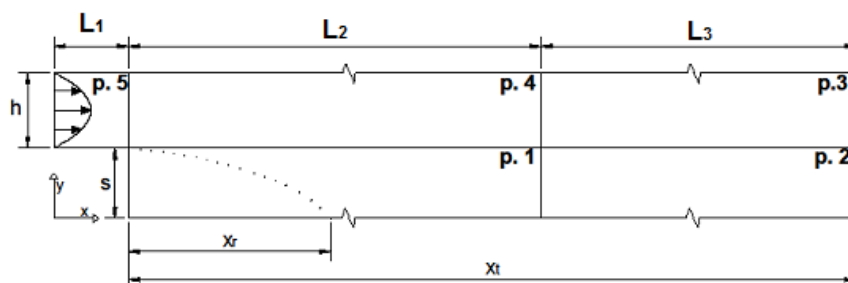 L₁ L₂ L₃
p. 5 p. 4 p.3
h
p. 1 p. 2
s
y
x
xᵣ
xₜ